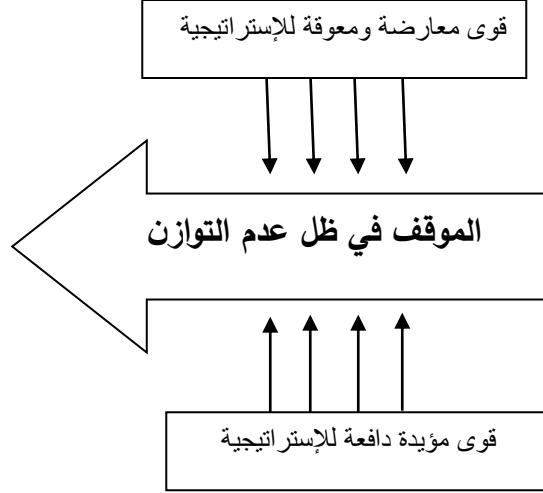 قوى معارضة ومعوقة للإستراتيجية
الموقف في ظل عدم التوازن
قوى مؤيدة دافعة للإستراتيجية